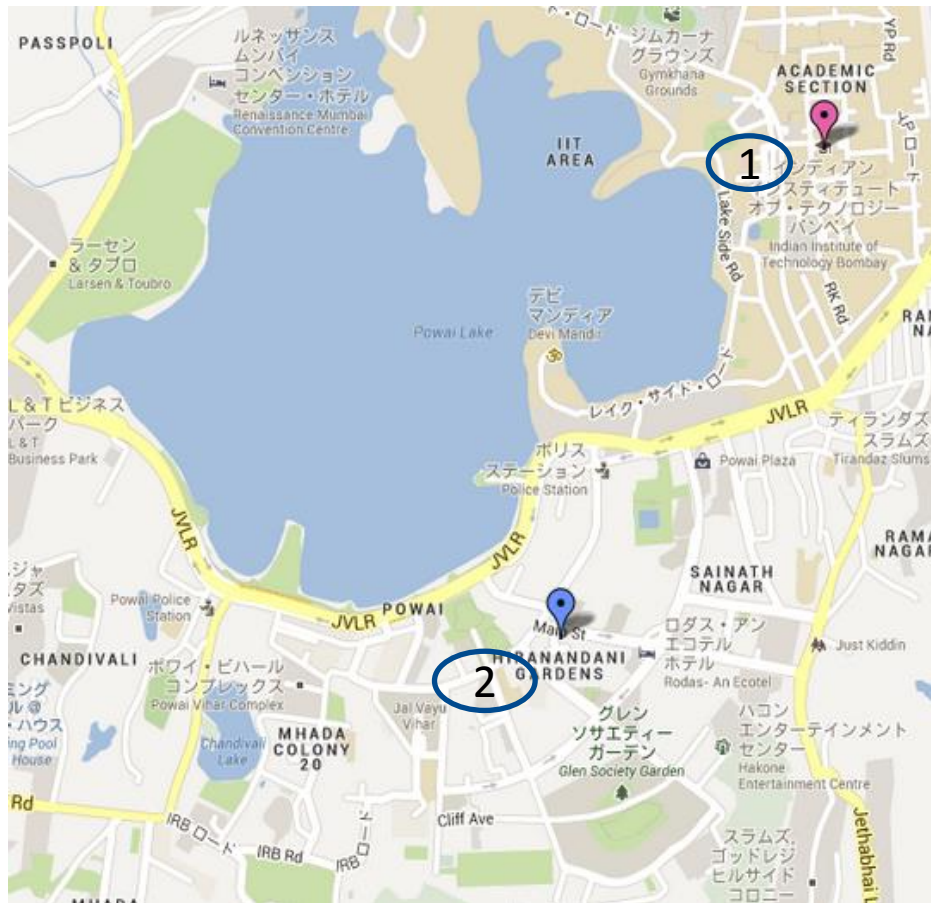 PASSPOLI
ルネッサンス
ムンバイ
コンベンション
センター・ホテル
Renaissance Mumbai
Convention Centre
ジムカーナ
グラウンズ
Gymkhana
Grounds
YP Rd
ACADEMIC
SECTION
YP ロード
IIT
AREA
1
インディアン
インスティテュート
オブ・テクノロジー
バンベイ
Indian Institute of
Technology Bombay
Lake Side Rd
RK Rd
ラーセン
& タブロ
Larsen & Toubro
デビ
マンディア
Devi Mandir
Powai Lake
レイク・サイド・ロード
JVLR
L & T ビジネス
パーク
L & T
Business Park
ポリス
ステーション
Police Station
Powai Plaza
ティランダズ
スラムズ
Tirandaz Slums
JVLR
JVLR
RAMA
NAGAR
SAINATH
NAGAR
Powai Police
Station
JVLR
POWAI
Main St
HIRANANDANI
GARDENS
2
ロダス・アン
エコテル
ホテル
Rodas- An Ecotel
Just Kiddin
CHANDIVALI
ポワイ・ビハール
コンプレックス
Powai Vihar Complex
Jal Vayu
Vihar
グレン
ソサエティー
ガーデン
Glen Society Garden
ハコン
エンターテインメント
センター
Hakone
Entertainment Centre
ng Pool
House
Chandivali
Lake
MHADA
COLONY
20
Rd
IRB ロード
IRB Rd
IRB ロード
Cliff Ave
Jethabhai L
スラムズ,
ゴッドレジ
ヒルサイド
コロニー
MHADA